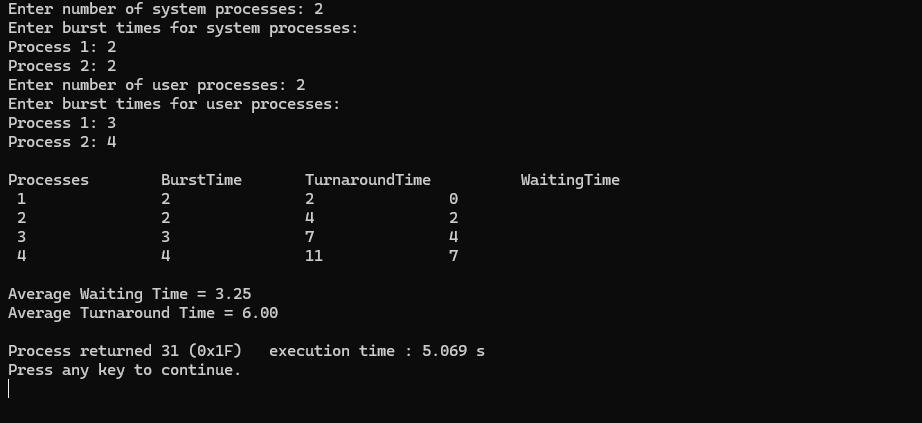 Enter number of system processes: 2
Enter burst times for system processes:
Process 1: 2
Process 2: 2
Enter number of user processes: 2
Enter burst times for user processes:
Process 1: 3
Process 2: 4
Processes BurstTime TurnaroundTime WaitingTime
1 2 2 0
2 2 4 2
3 3 7 4
4 4 11 7
Average Waiting Time = 3.25
Average Turnaround Time = 6.00
Process returned 31 (0x1F) execution time : 5.069 s
Press any key to continue.